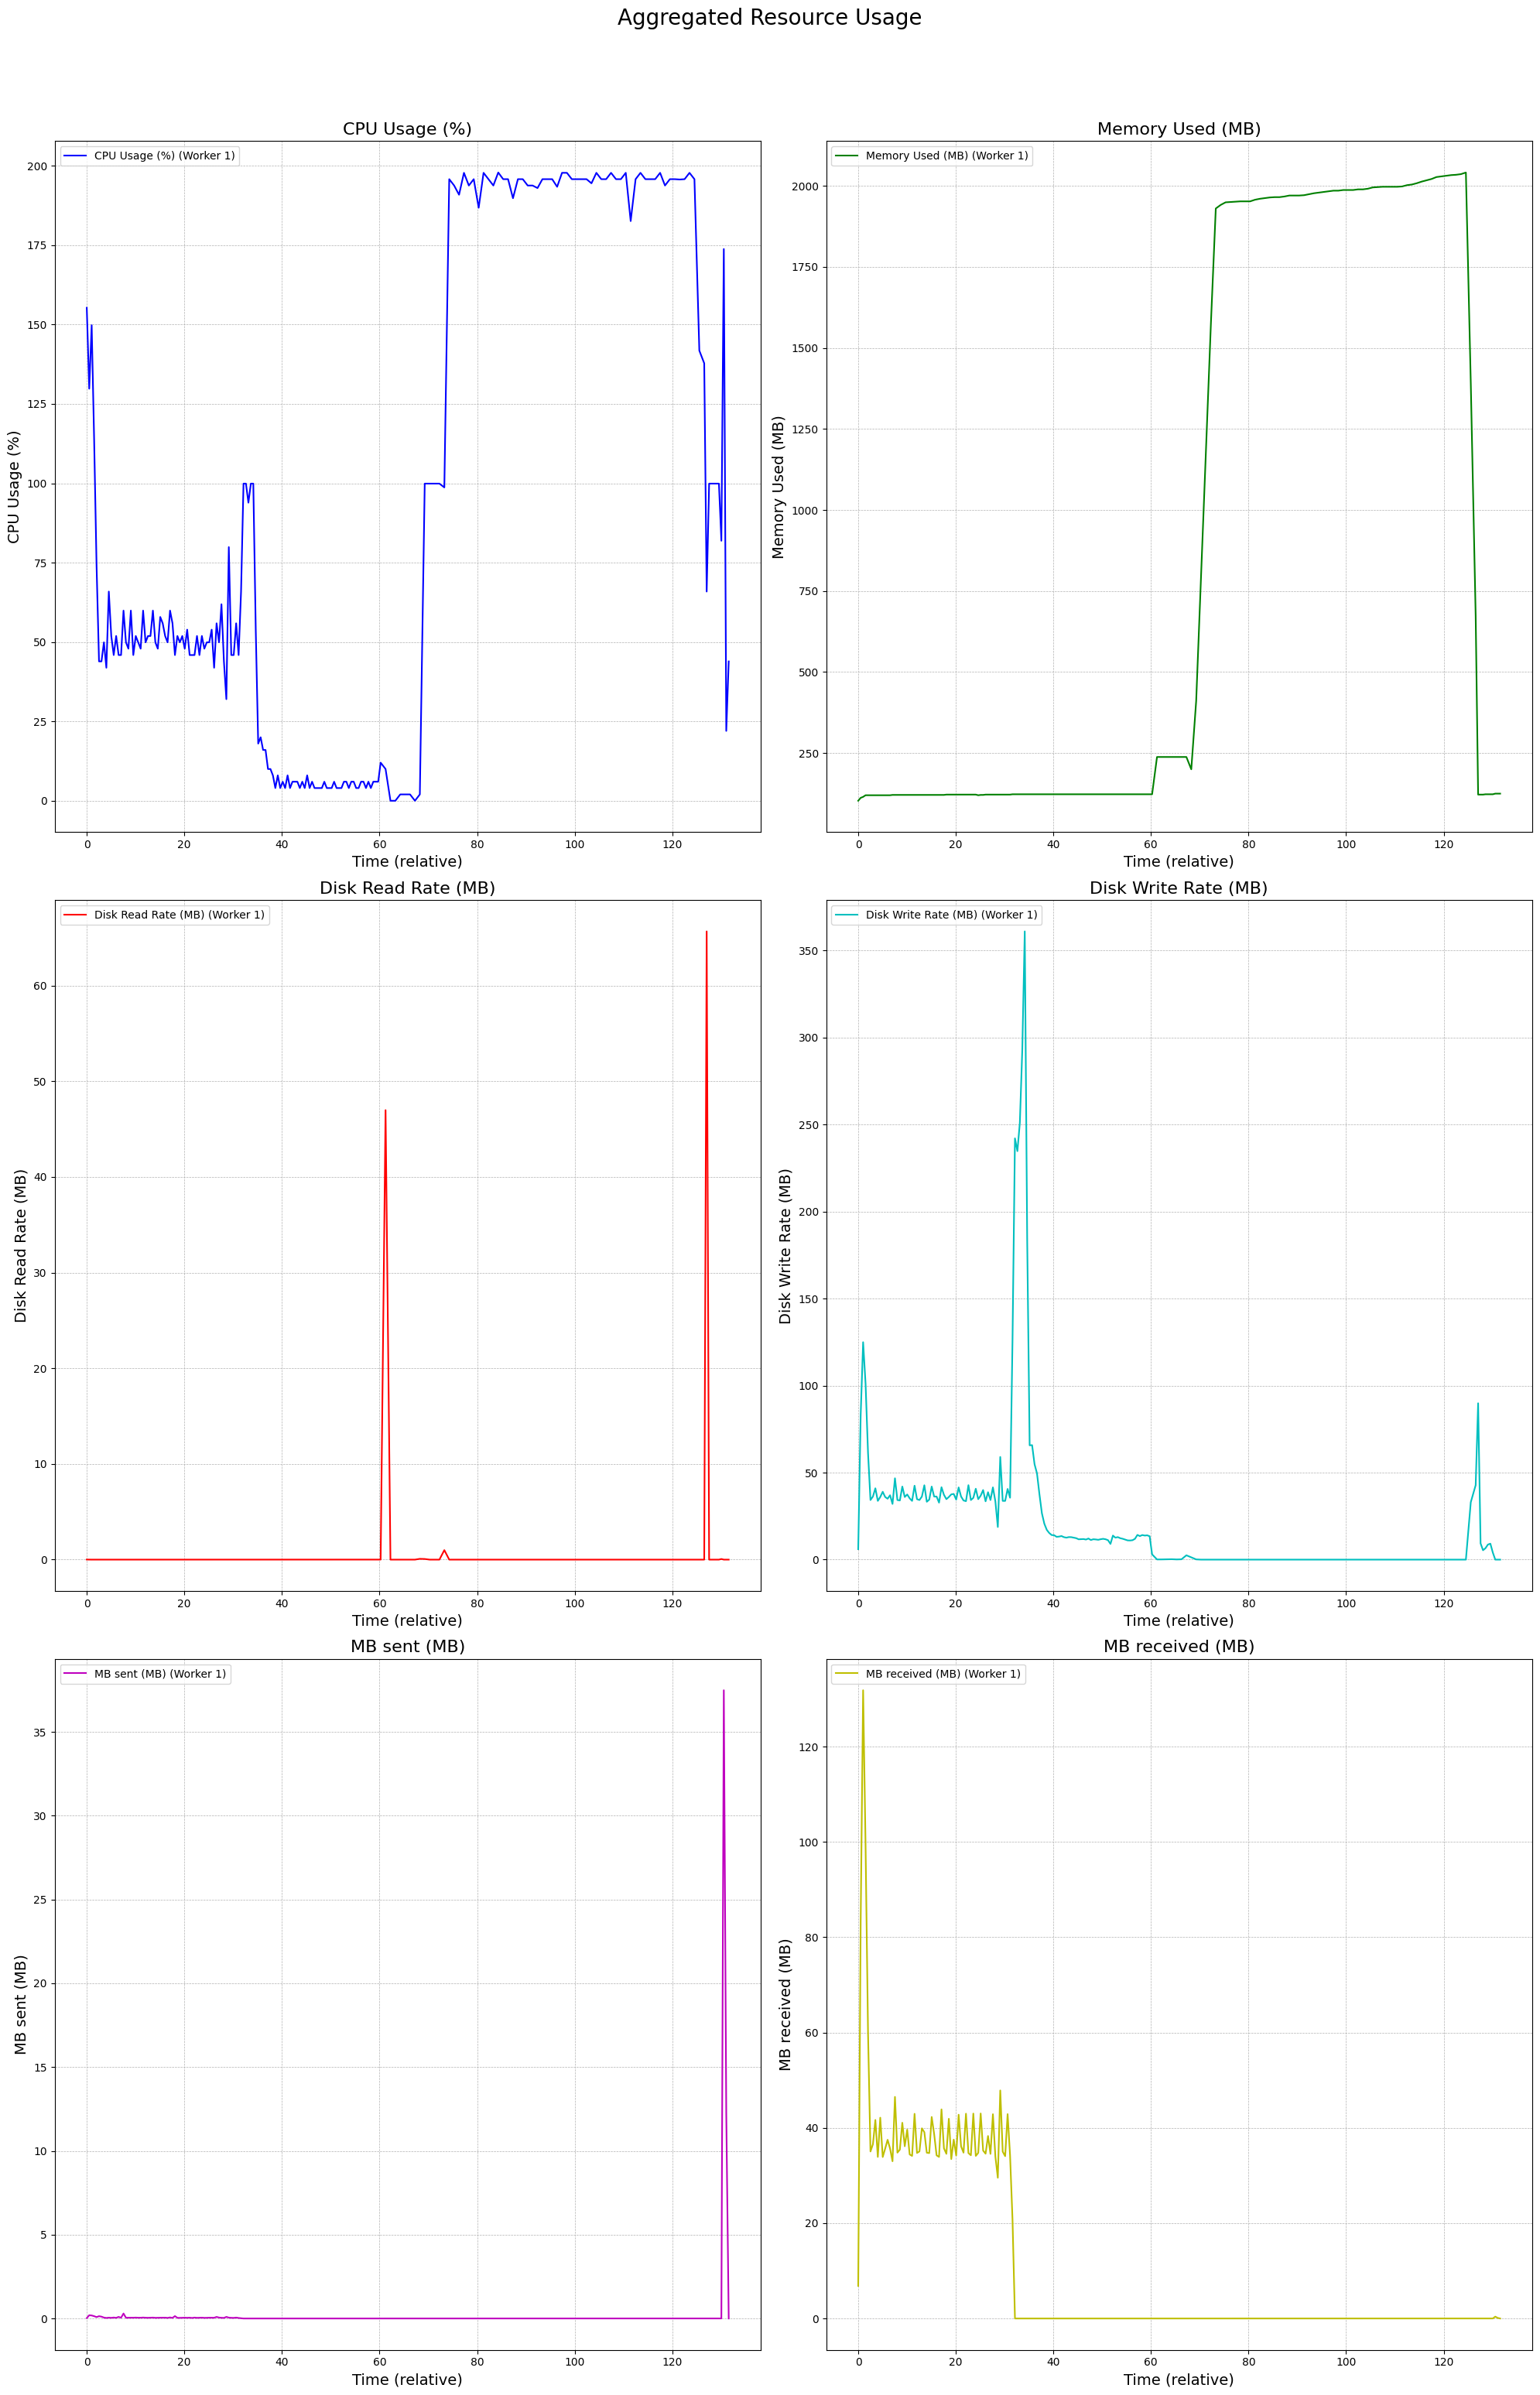 Aggregated Resource Usage
CPU Usage (%)
CPU Usage (%) (Worker 1)
200
175
150
125
100
75
50
25
0
CPU Usage (%)
0 20 40 60 80 100 120
Time (relative)
Memory Used (MB)
Memory Used (MB) (Worker 1)
2000
1750
1500
1250
1000
750
500
250
Memory Used (MB)
0 20 40 60 80 100 120
Time (relative)
Disk Read Rate (MB)
Disk Read Rate (MB) (Worker 1)
60
50
40
30
20
10
0
Disk Read Rate (MB)
0 20 40 60 80 100 120
Time (relative)
Disk Write Rate (MB)
Disk Write Rate (MB) (Worker 1)
350
300
250
200
150
100
50
0
Disk Write Rate (MB)
0 20 40 60 80 100 120
Time (relative)
MB sent (MB)
MB sent (MB) (Worker 1)
35
30
25
20
15
10
5
0
MB sent (MB)
0 20 40 60 80 100 120
Time (relative)
MB received (MB)
MB received (MB) (Worker 1)
120
100
80
60
40
20
0
MB received (MB)
0 20 40 60 80 100 120
Time (relative)